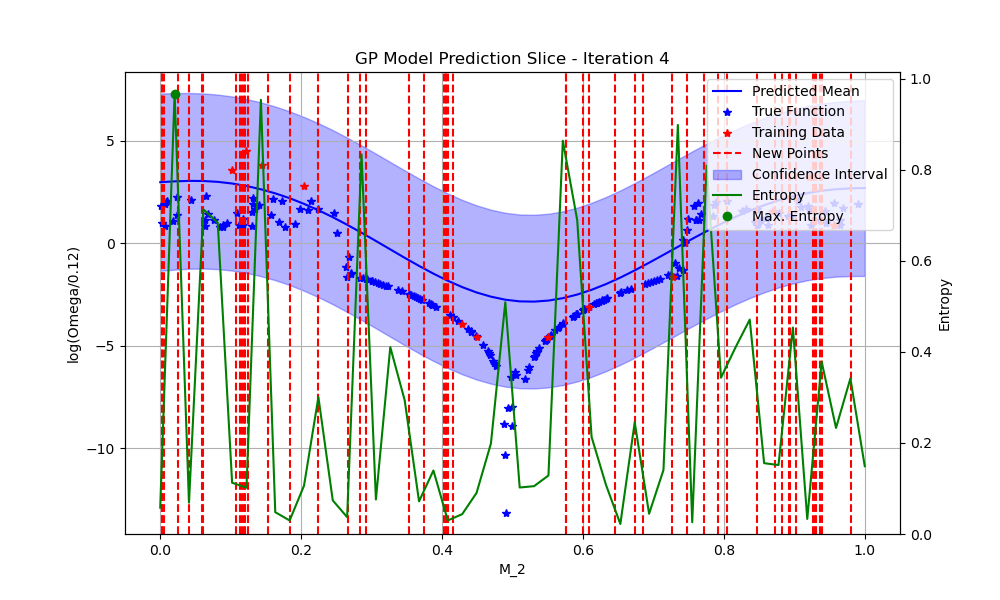 GP Model Prediction Slice - Iteration 4
Predicted Mean
True Function
Training Data
New Points
Confidence Interval
Entropy
Max. Entropy
log(Omega/0.12)
5
0
−5
−10
1.0
0.8
0.6
0.4
0.2
0.0
Entropy
0.0 0.2 0.4 0.6 0.8 1.0
M_2